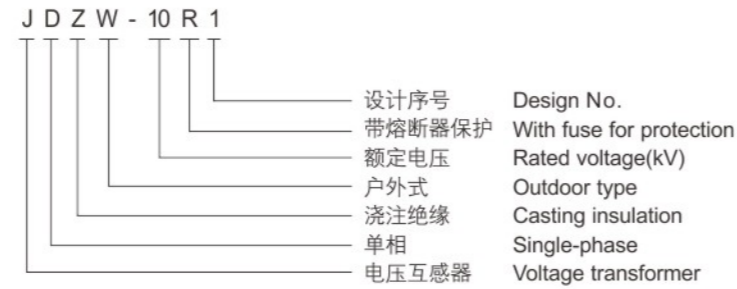 J D Z W - 10 R 1
设计序号 Design No.
带熔断器保护 With fuse for protection
额定电压 Rated voltage(kV)
户外式 Outdoor type
浇注绝缘 Casting insulation
单相 Single-phase
电压互感器 Voltage transformer